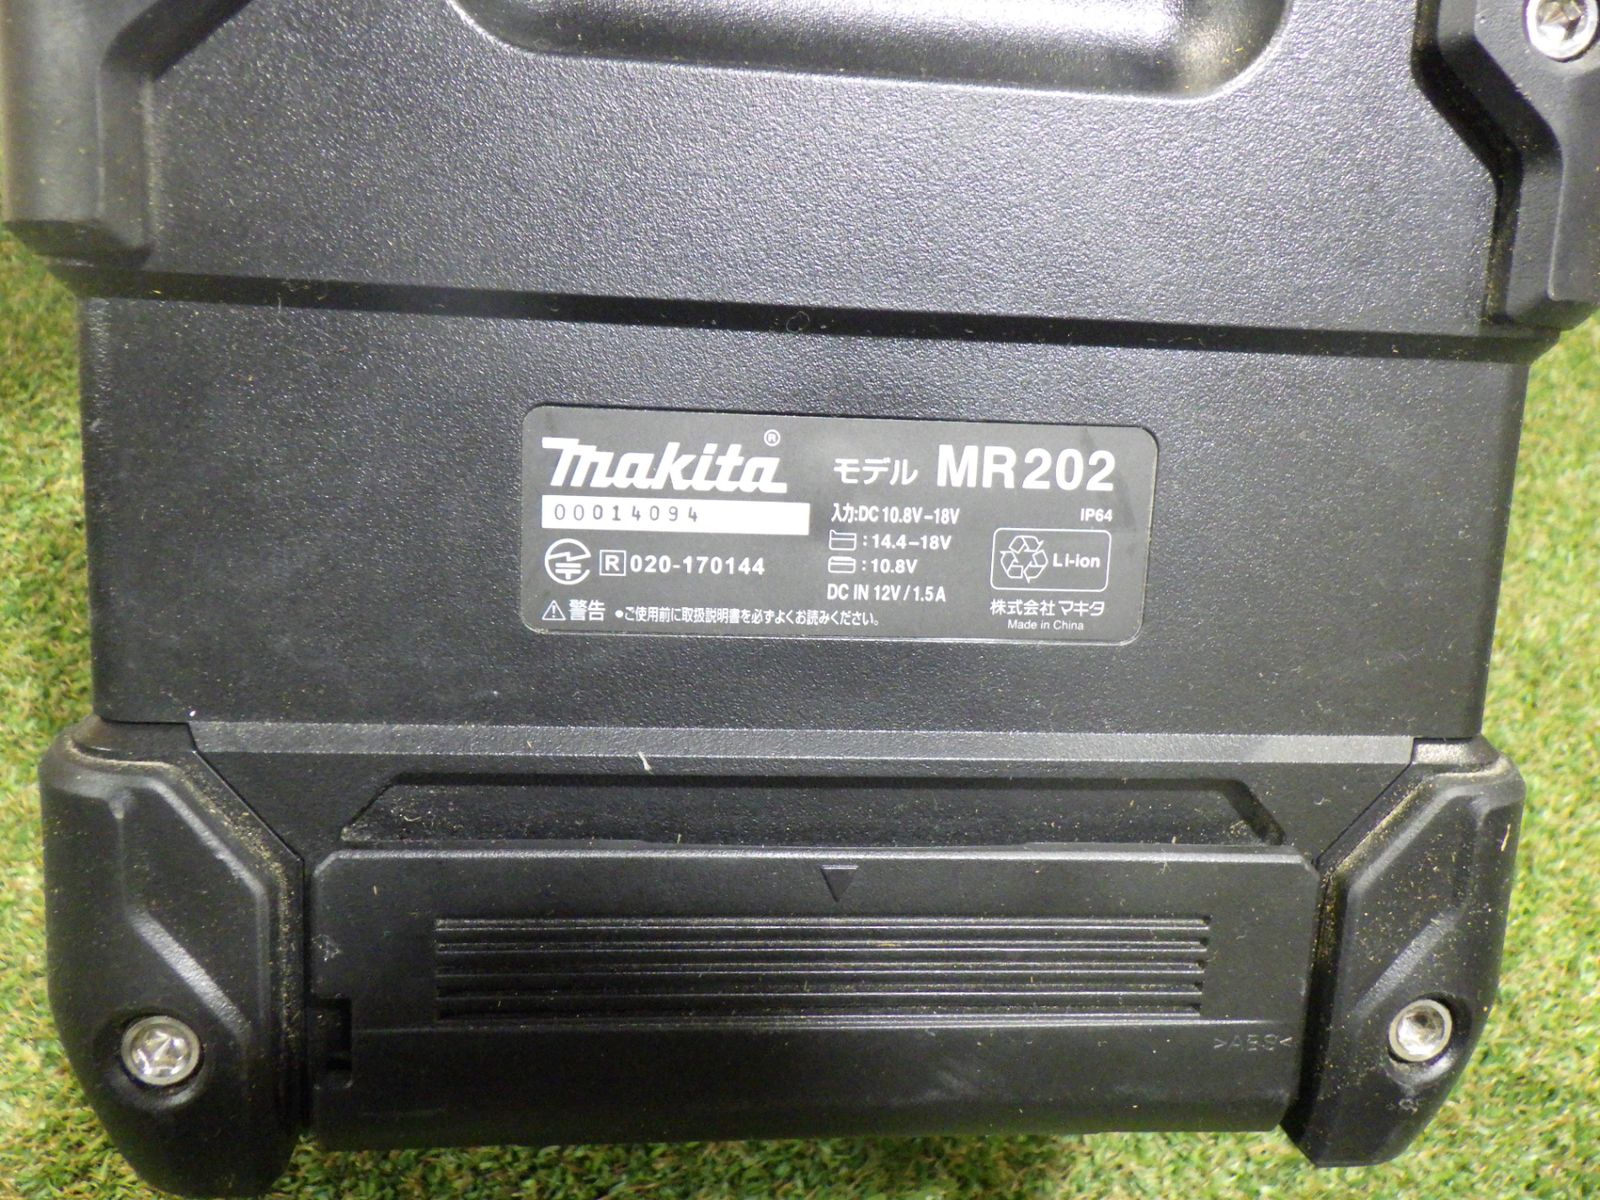 makita®
モデル MR202
00014094
入力:DC 10.8V-18V
IP64
:14.4-18V
R 020-170144
:10.8V
Li-ion
DC IN 12V / 1.5A
株式会社 マキタ
Made in China
⚠警告 ●ご使用前に取扱説明書を必ずよくお読みください。
>ABS<